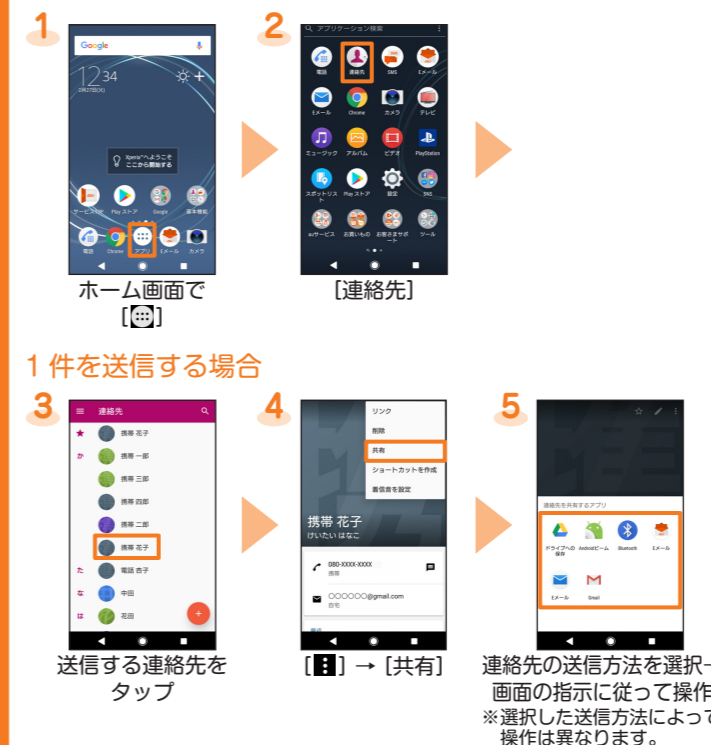 1
2
Google
12 34
2月27日(火)
Xperia™へようこそ
ここから開始する
Play ストア
Google
基本機能
電話
Chrome
アプリ
Eメール
カメラ
アプリケーション検索
電話
連絡先
SMS
Eメール
Eメール
Chrome
カメラ
テレビ
ミュージック
アルバム
ビデオ
PlayStation
スポットリスト
Play ストア
設定
SNS
auサービス
お買いもの
お客さまサポート
ツール
ホーム画面で
[連絡先]
1 件を送信する場合
3
4
5
連絡先
携帯 花子
か
携帯 一郎
携帯 三郎
携帯 四郎
携帯 二郎
携帯 花子
た
電話 杏子
な
中田
は
花田
リンク
削除
共有
ショートカットを作成
着信音を設定
携帯 花子
けいたい はなこ
080-XXXX-XXXX
携帯
〇〇〇〇〇〇@gmail.com
自宅
連絡先を共有するアプリ
ドライブへの保存
Androidビーム
Bluetooth
Eメール
Eメール
Gmail
送信する連絡先を
タップ
[ ] → [共有]
連絡先の送信方法を選択→
画面の指示に従って操作
※選択した送信方法によって
操作は異なります。